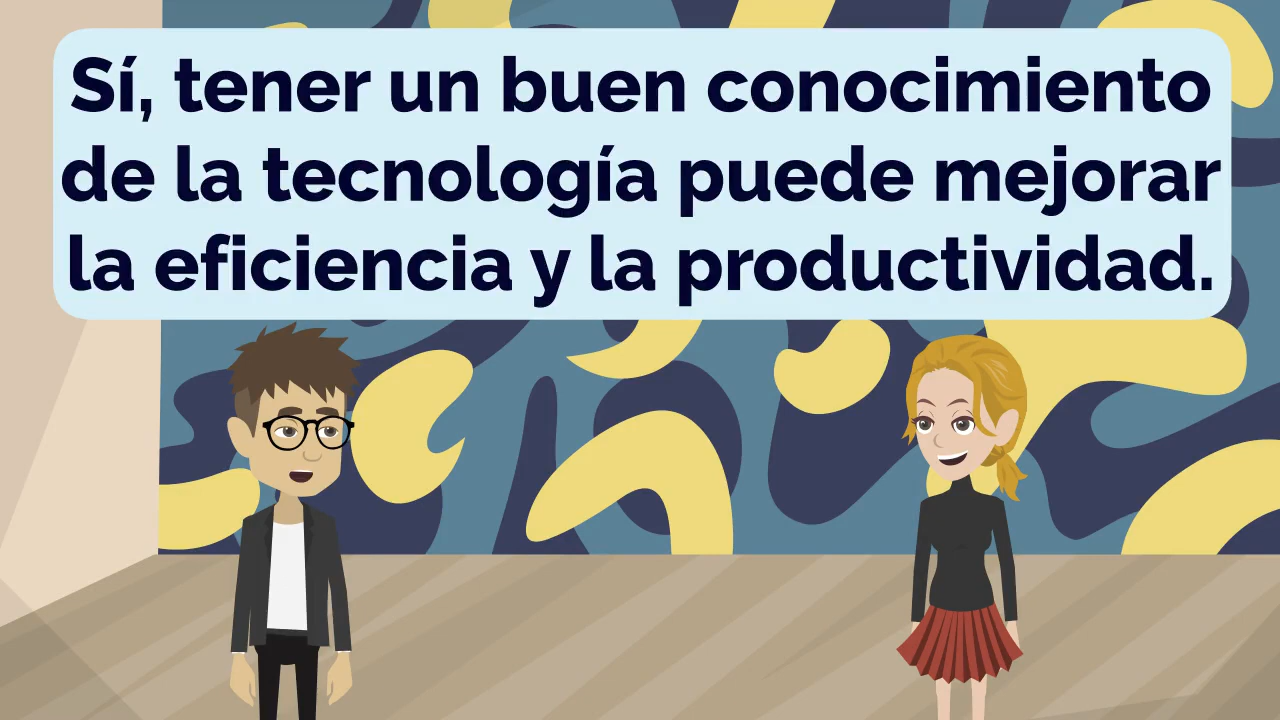 Sí, tener un buen conocimiento
de la tecnología puede mejorar
la eficiencia y la productividad.